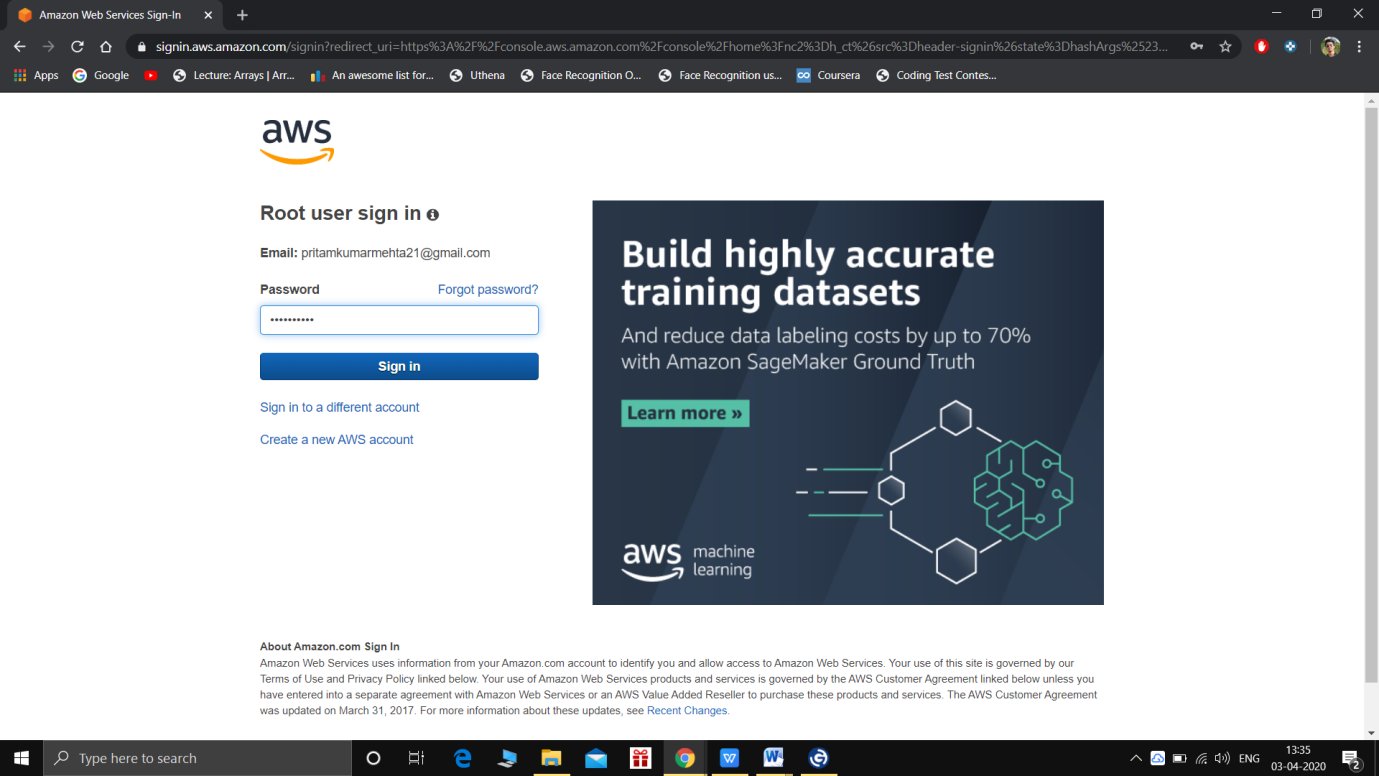 Amazon Web Services Sign-In
signin.aws.amazon.com/signin?redirect_uri=https%3A%2F%2Fconsole.aws.amazon.com%2Fconsole%2Fhome%3Fnc2%3Dh_ct%26src%3Dheader-signin%26state%3DhashArgs%2523...
Apps Google Lecture: Arrays | Arr... An awesome list for... Uthena Face Recognition O... Face Recognition us... Coursera Coding Test Contes...
aws
Root user sign in
Email: pritamkumarmehta21@gmail.com
Password Forgot password?
••••••••••
Sign in
Sign in to a different account
Create a new AWS account
Build highly accurate
training datasets
And reduce data labeling costs by up to 70%
with Amazon SageMaker Ground Truth
Learn more »
aws machine
learning
About Amazon.com Sign In
Amazon Web Services uses information from your Amazon.com account to identify you and allow access to Amazon Web Services. Your use of this site is governed by our
Terms of Use and Privacy Policy linked below. Your use of Amazon Web Services products and services is governed by the AWS Customer Agreement linked below unless you
have entered into a separate agreement with Amazon Web Services or an AWS Value Added Reseller to purchase these products and services. The AWS Customer Agreement
was updated on March 31, 2017. For more information about these updates, see Recent Changes.
Type here to search
ENG
13:35
03-04-2020
2